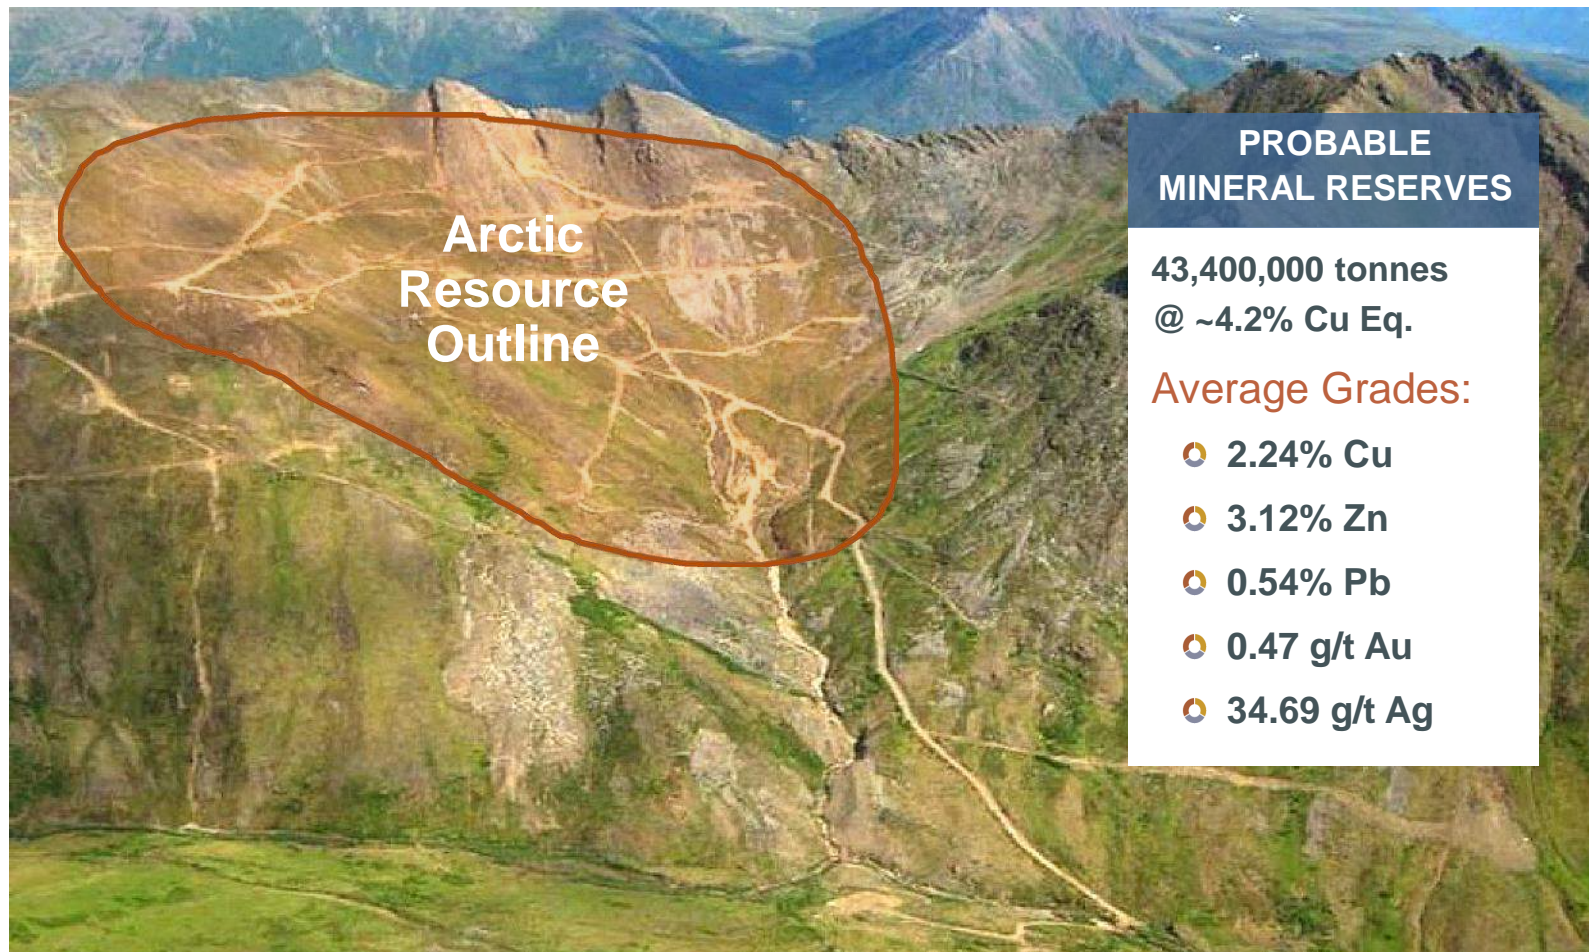 Arctic
Resource
Outline
PROBABLE
MINERAL RESERVES
43,400,000 tonnes
@ ~4.2% Cu Eq.
Average Grades:
2.24% Cu
3.12% Zn
0.54% Pb
0.47 g/t Au
34.69 g/t Ag